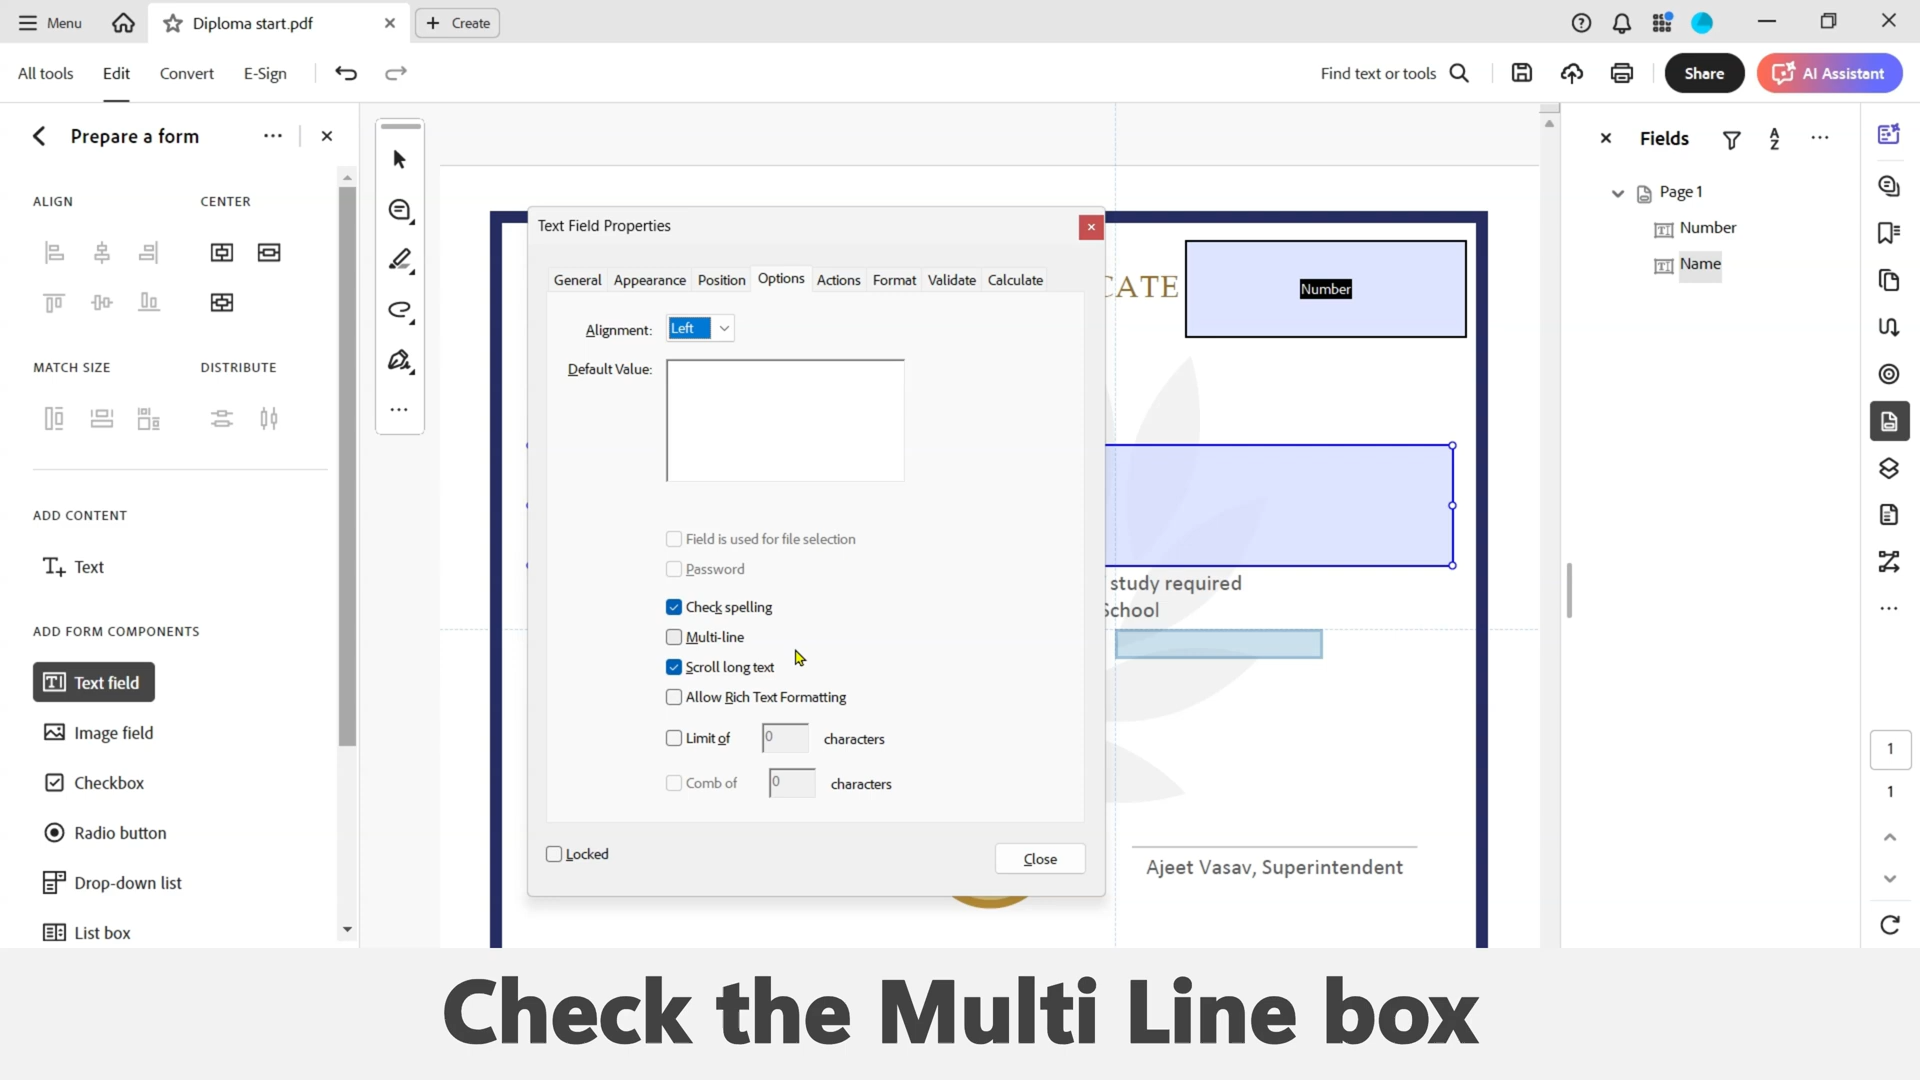 Menu
Diploma start.pdf
Create
All tools
Edit
Convert
E-Sign
Find text or tools
Share
AI Assistant
Prepare a form
ALIGN
CENTER
MATCH SIZE
DISTRIBUTE
ADD CONTENT
Text
ADD FORM COMPONENTS
Text field
Image field
Checkbox
Radio button
Drop-down list
List box
Text Field Properties
General
Appearance
Position
Options
Actions
Format
Validate
Calculate
Alignment:
Left
Default Value:
Field is used for file selection
Password
Check spelling
Multi-line
Scroll long text
Allow Rich Text Formatting
Limit of
0
characters
Comb of
0
characters
Locked
Close
CATE
Number
study required
School
Ajeet Vasav, Superintendent
Fields
A
Z
Page 1
Number
Name
1
1
Check the Multi Line box